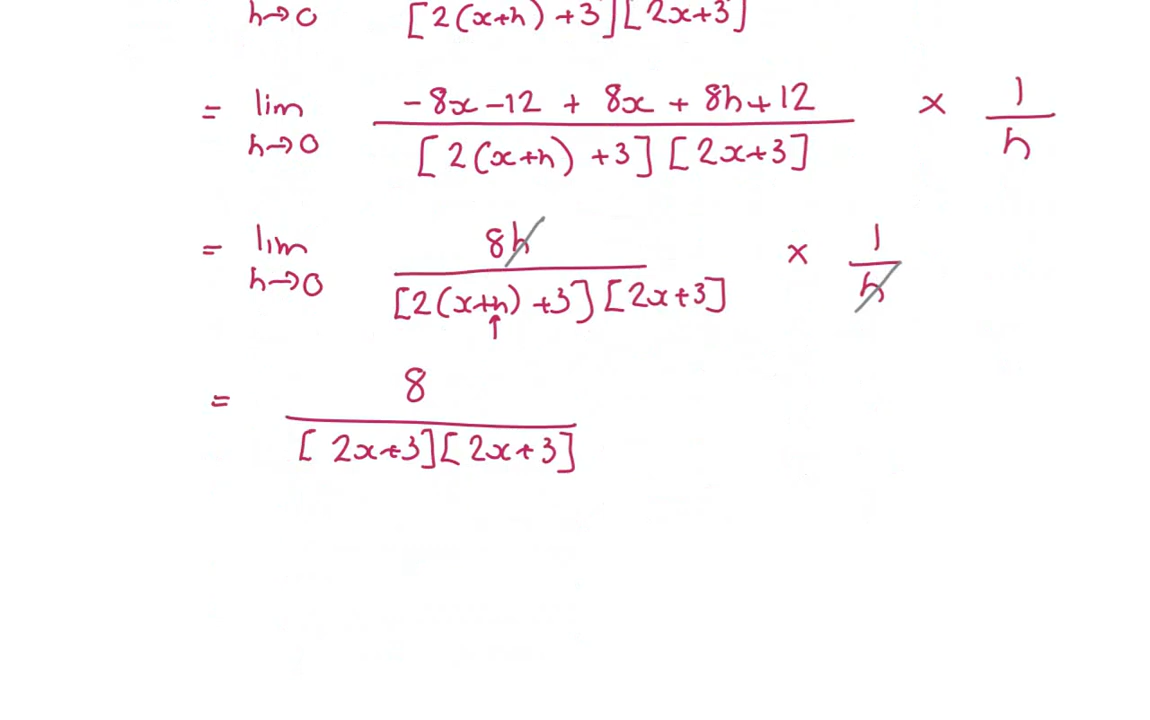 h→0 [2(x+h)+3][2x+3]
= lim h→0 -8x-12 + 8x + 8h+12 / [2(x+h)+3][2x+3] × 1/h
= lim h→0 8h / [2(x+h)+3][2x+3] × 1/h
↑
= 8 / [2x+3][2x+3]